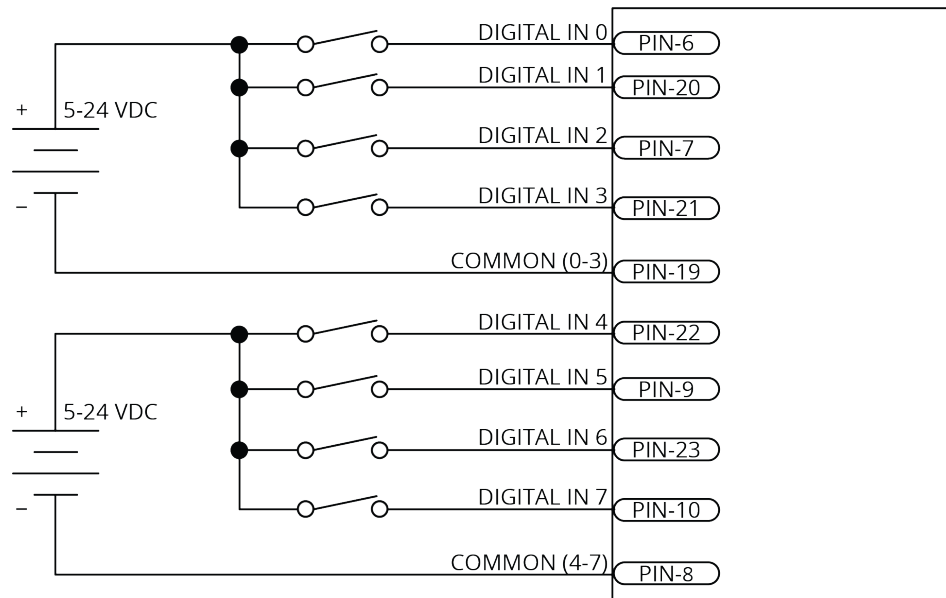 DIGITAL IN 0
PIN-6
DIGITAL IN 1
PIN-20
+ 5-24 VDC
DIGITAL IN 2
PIN-7
DIGITAL IN 3
PIN-21
−
COMMON (0-3)
PIN-19
DIGITAL IN 4
PIN-22
DIGITAL IN 5
PIN-9
+ 5-24 VDC
DIGITAL IN 6
PIN-23
DIGITAL IN 7
PIN-10
−
COMMON (4-7)
PIN-8